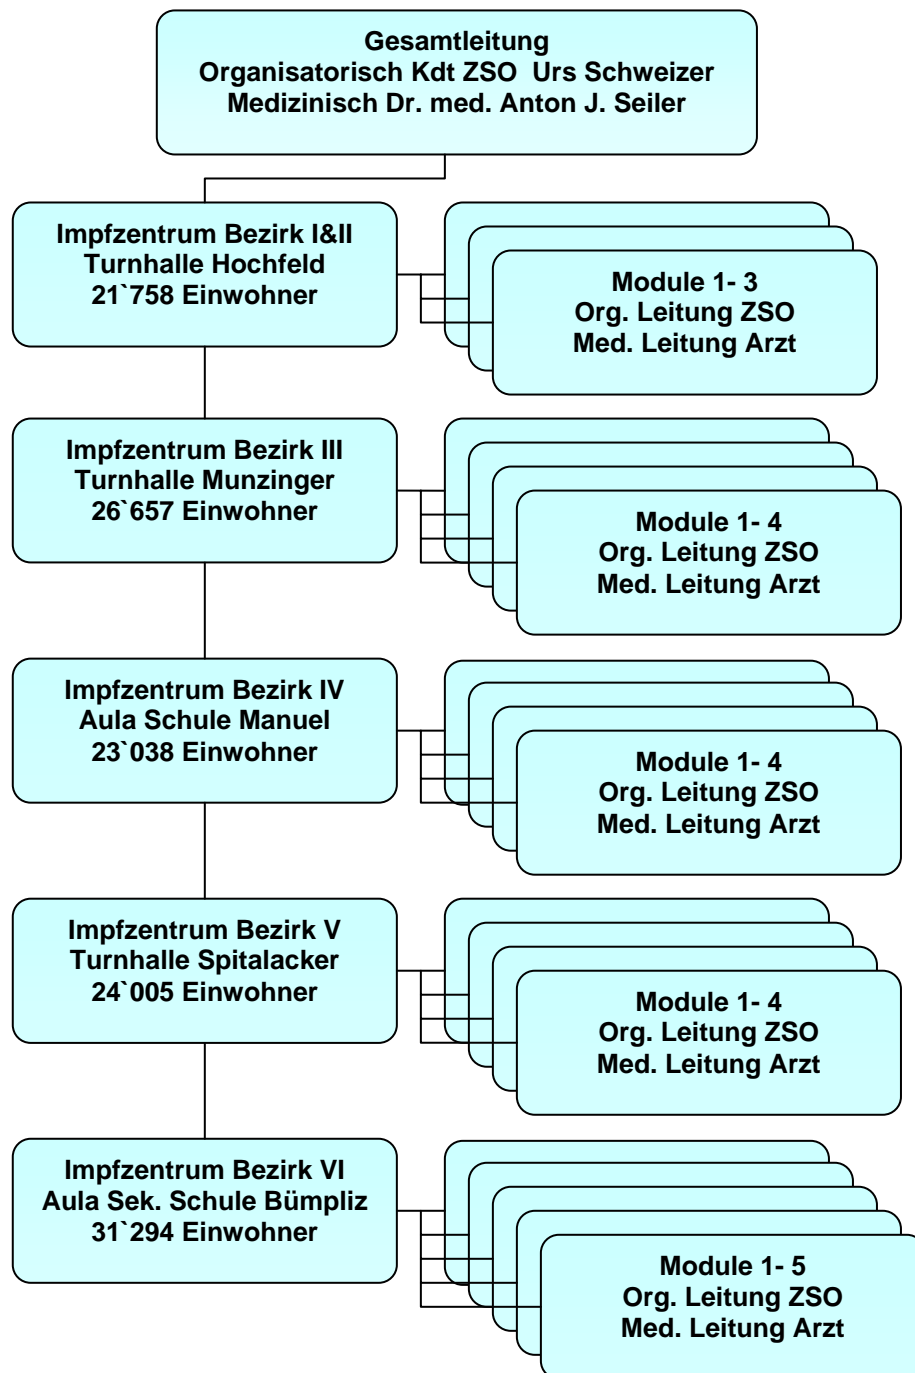 Gesamtleitung
Organisatorisch Kdt ZSO  Urs Schweizer
Medizinisch Dr. med. Anton J. Seiler
Impfzentrum Bezirk I&II
Turnhalle Hochfeld
21`758 Einwohner
Module 1- 3
Org. Leitung ZSO
Med. Leitung Arzt
Impfzentrum Bezirk III
Turnhalle Munzinger
26`657 Einwohner
Module 1- 4
Org. Leitung ZSO
Med. Leitung Arzt
Impfzentrum Bezirk IV
Aula Schule Manuel
23`038 Einwohner
Module 1- 4
Org. Leitung ZSO
Med. Leitung Arzt
Impfzentrum Bezirk V
Turnhalle Spitalacker
24`005 Einwohner
Module 1- 4
Org. Leitung ZSO
Med. Leitung Arzt
Impfzentrum Bezirk VI
Aula Sek. Schule Bümpliz
31`294 Einwohner
Module 1- 5
Org. Leitung ZSO
Med. Leitung Arzt